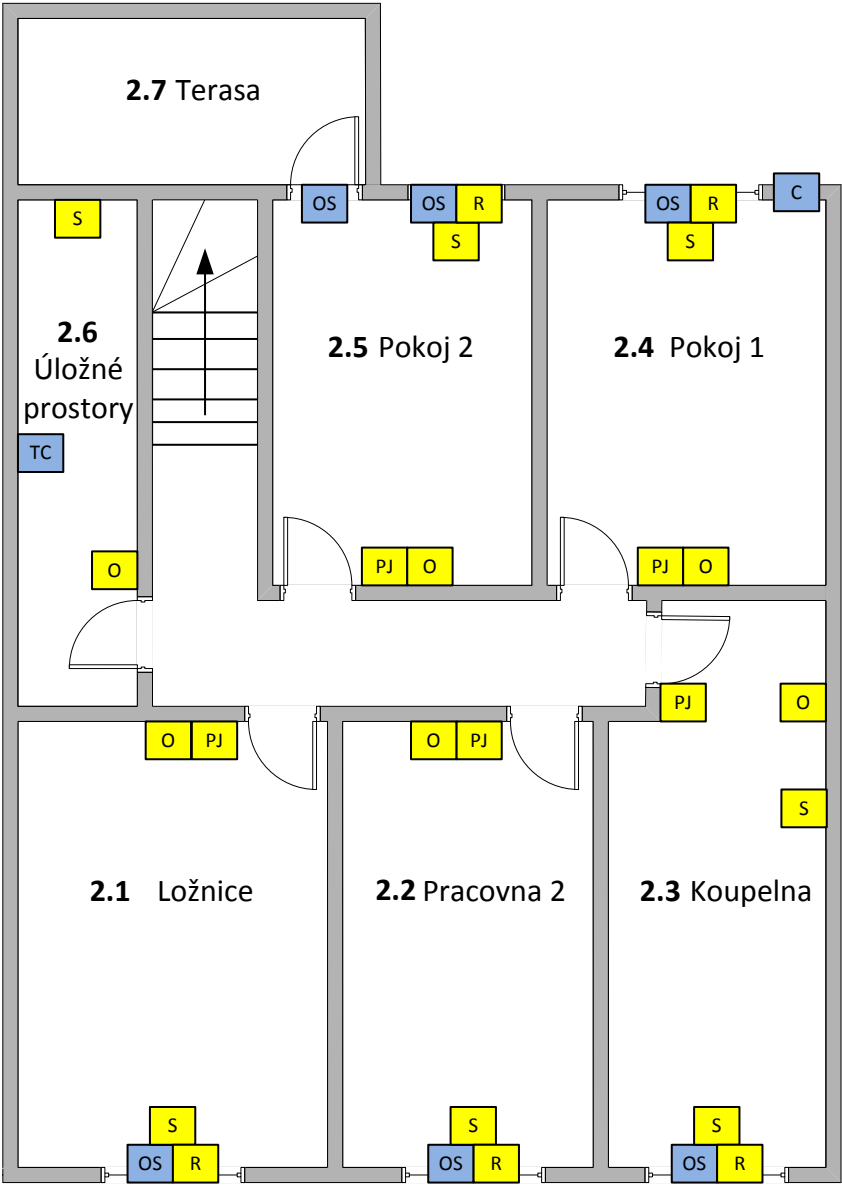 2.7 Terasa
OS
OS R
OS R
C
S
S
S
2.6
Úložné
prostory
2.5 Pokoj 2
2.4 Pokoj 1
TC
O
PJ O
PJ O
PJ
O
O PJ
O PJ
S
2.1 Ložnice
2.2 Pracovna 2
2.3 Koupelna
S
S
S
OS R
OS R
OS R